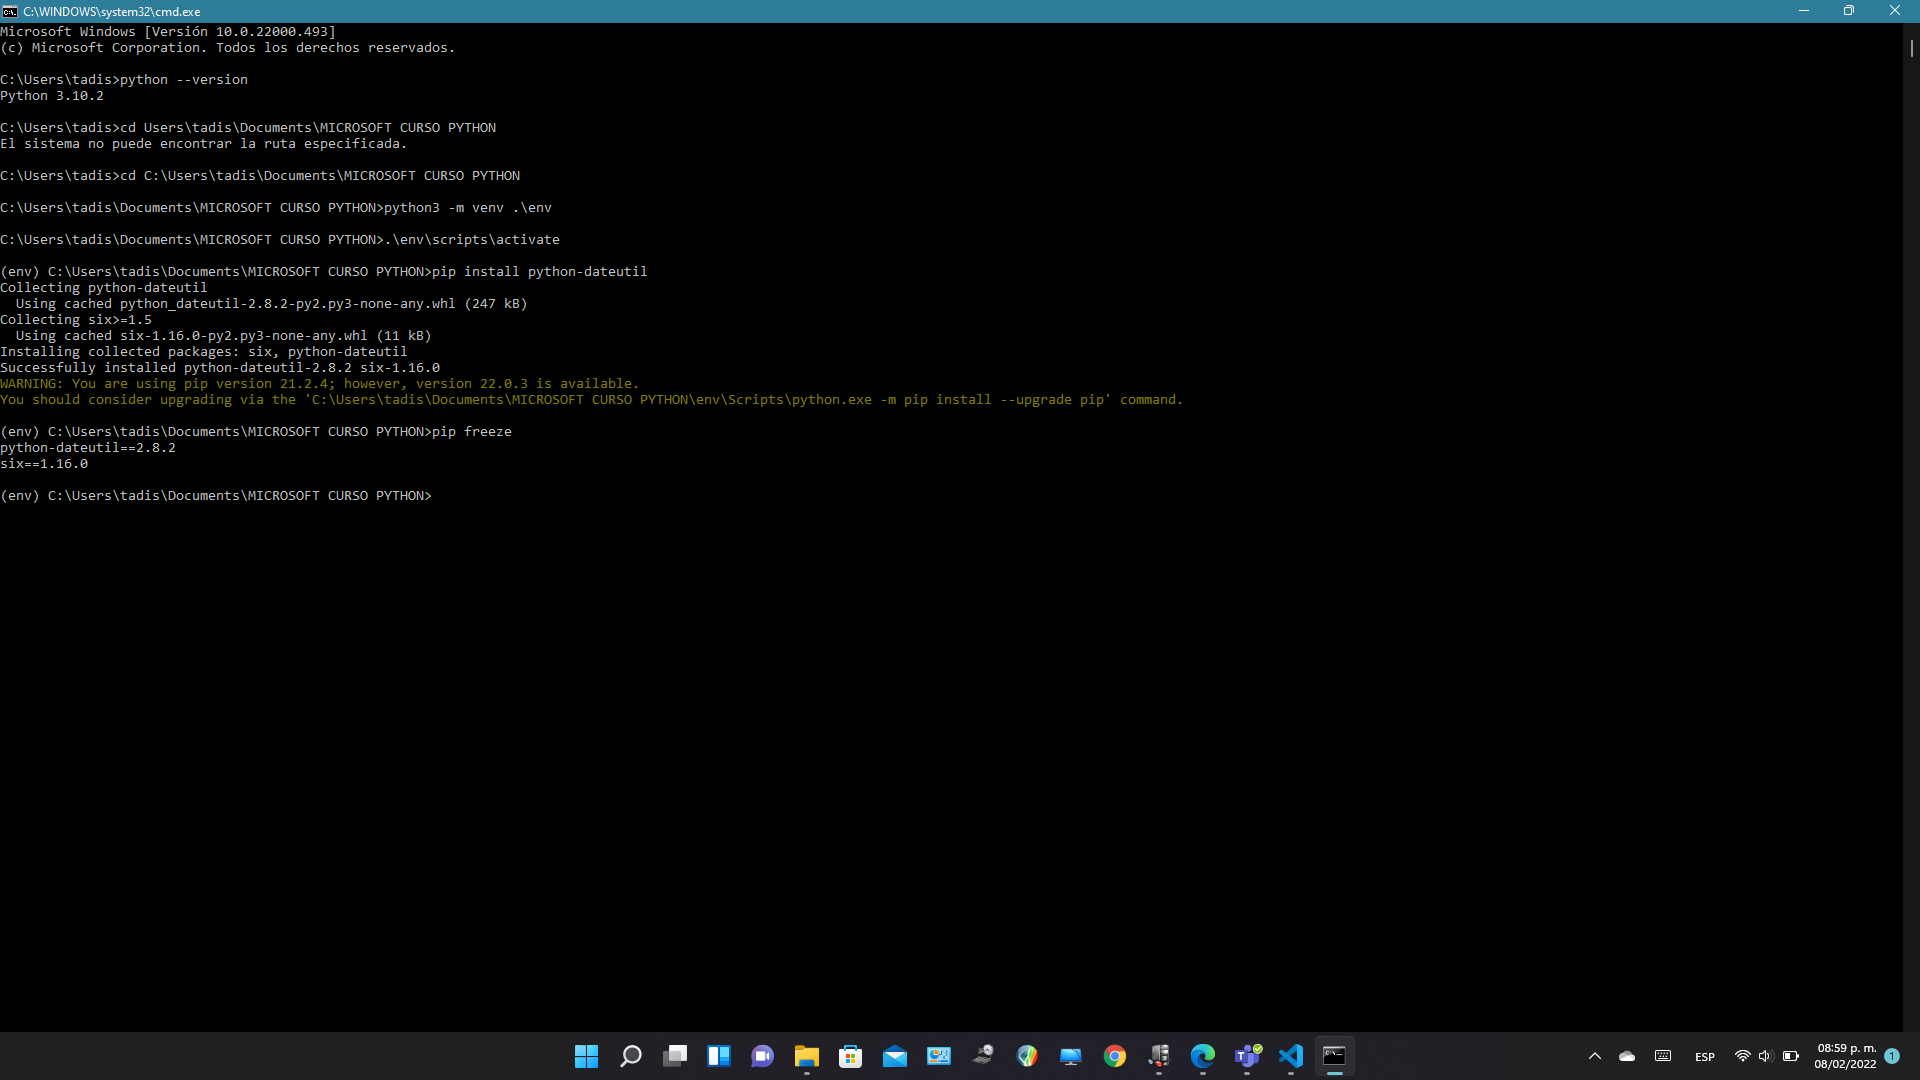 C:\WINDOWS\system32\cmd.exe
Microsoft Windows [Versión 10.0.22000.493]
(c) Microsoft Corporation. Todos los derechos reservados.
C:\Users\tadis>python --version
Python 3.10.2
C:\Users\tadis>cd Users\tadis\Documents\MICROSOFT CURSO PYTHON
El sistema no puede encontrar la ruta especificada.
C:\Users\tadis>cd C:\Users\tadis\Documents\MICROSOFT CURSO PYTHON
C:\Users\tadis\Documents\MICROSOFT CURSO PYTHON>python3 -m venv .\env
C:\Users\tadis\Documents\MICROSOFT CURSO PYTHON>.\env\scripts\activate
(env) C:\Users\tadis\Documents\MICROSOFT CURSO PYTHON>pip install python-dateutil
Collecting python-dateutil
  Using cached python_dateutil-2.8.2-py2.py3-none-any.whl (247 kB)
Collecting six>=1.5
  Using cached six-1.16.0-py2.py3-none-any.whl (11 kB)
Installing collected packages: six, python-dateutil
Successfully installed python-dateutil-2.8.2 six-1.16.0
WARNING: You are using pip version 21.2.4; however, version 22.0.3 is available.
You should consider upgrading via the 'C:\Users\tadis\Documents\MICROSOFT CURSO PYTHON\env\Scripts\python.exe -m pip install --upgrade pip' command.
(env) C:\Users\tadis\Documents\MICROSOFT CURSO PYTHON>pip freeze
python-dateutil==2.8.2
six==1.16.0
(env) C:\Users\tadis\Documents\MICROSOFT CURSO PYTHON>
ESP
08:59 p. m.
08/02/2022
1